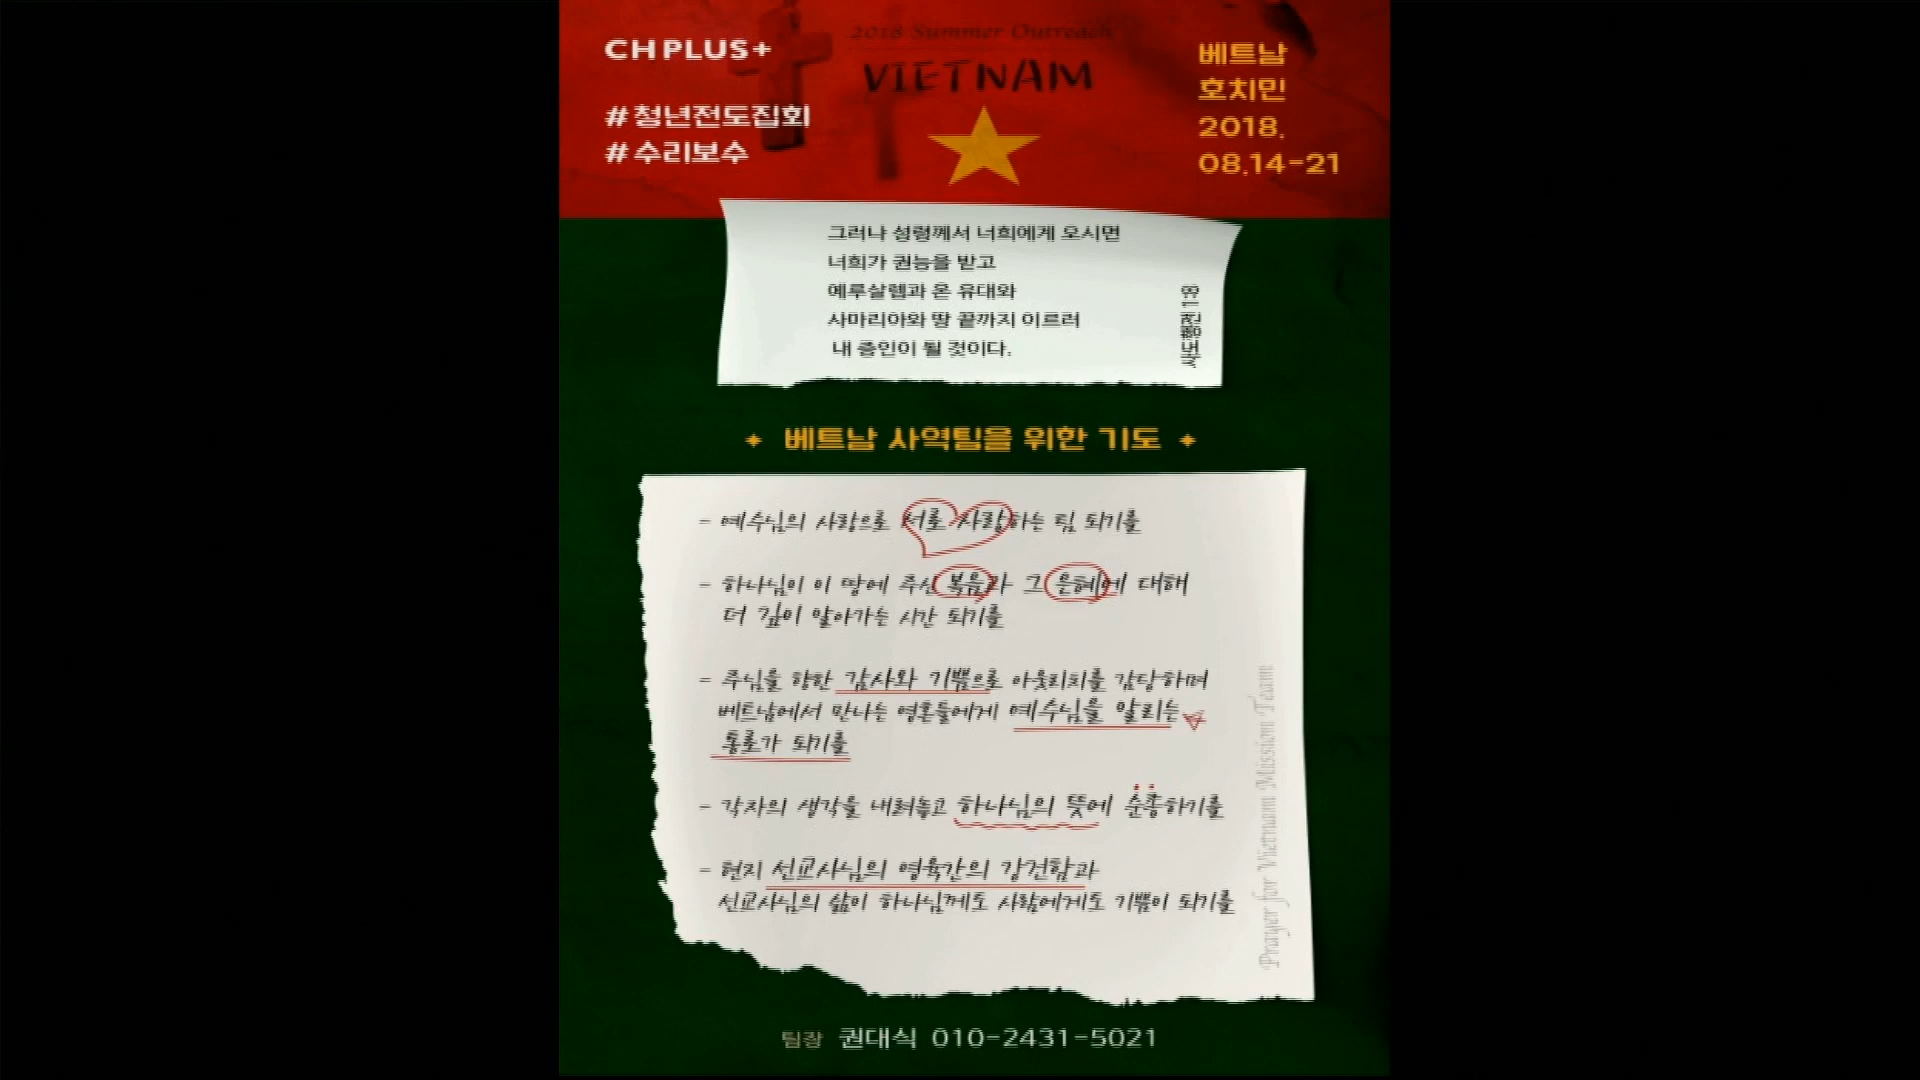 CH PLUS+
#청년전도집회
#수리보수
2018 Summer Outreach
VIETNAM
베트남
호치민
2018.
08.14-21
그러나 성령께서 너희에게 오시면
너희가 권능을 받고
예루살렘과 온 유대와
사마리아와 땅 끝까지 이르러
내 증인이 될 것이다.
사도행전 1:8
베트남 사역팀을 위한 기도
- 예수님의 사랑으로 서로 사랑하는 팀 되기를
- 하나님이 이 땅에 주신 복음과 그 은혜에 대해
더 깊이 알아가는 시간 되기를
- 주님을 향한 감사와 기쁨으로 아웃리치를 감당하며
베트남에서 만나는 영혼들에게 예수님을 알리는
통로가 되기를
- 각자의 생각을 내려놓고 하나님의 뜻에 순종하기를
- 현지 선교사님의 영육간의 강건함과
선교사님의 삶이 하나님께도 사람에게도 기쁨이 되기를
Prayer for Vietnam Mission Team
팀장 권대식 010-2431-5021